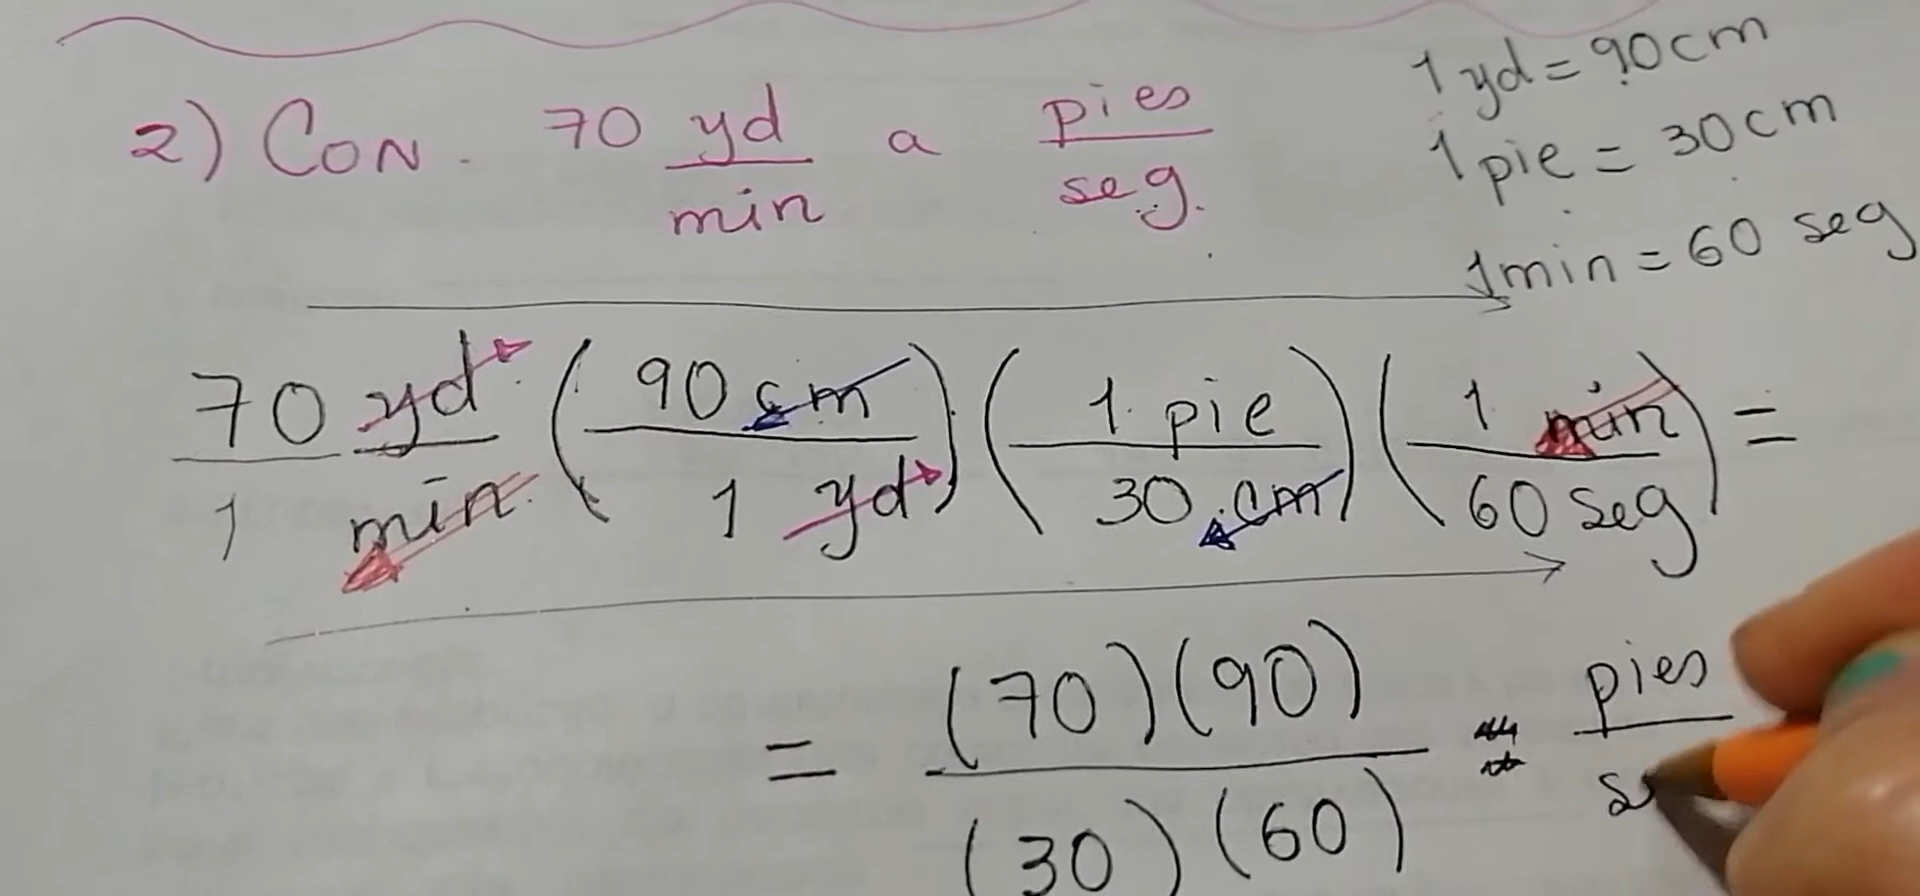 2) CON. 70 yd/min a pies/seg.
1 yd = 90 cm
1 pie = 30 cm
1 min = 60 seg
70 yd/1 min (90 cm/1 yd) (1 pie/30 cm) (1 min/60 seg) =
= (70)(90)/(30)(60) pies/se